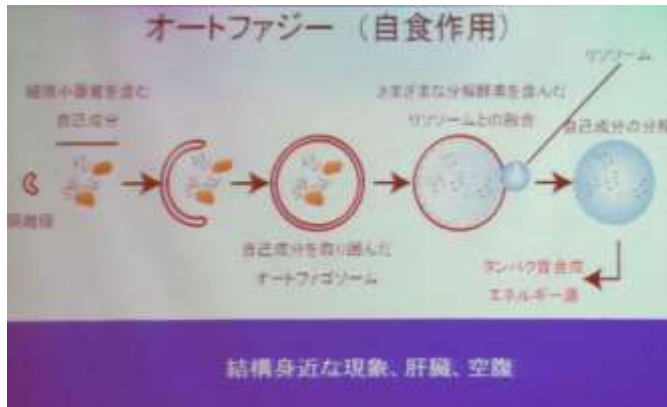 オートファジー （自食作用）
リソソーム
細胞小器官を含む
自己成分
さまざまな分解酵素を含んだ
リソソームとの融合
自己成分の分解
隔離膜
自己成分を取り囲んだ
オートファゴソーム
タンパク質合成
エネルギー源
結構身近な現象、肝臓、空腹